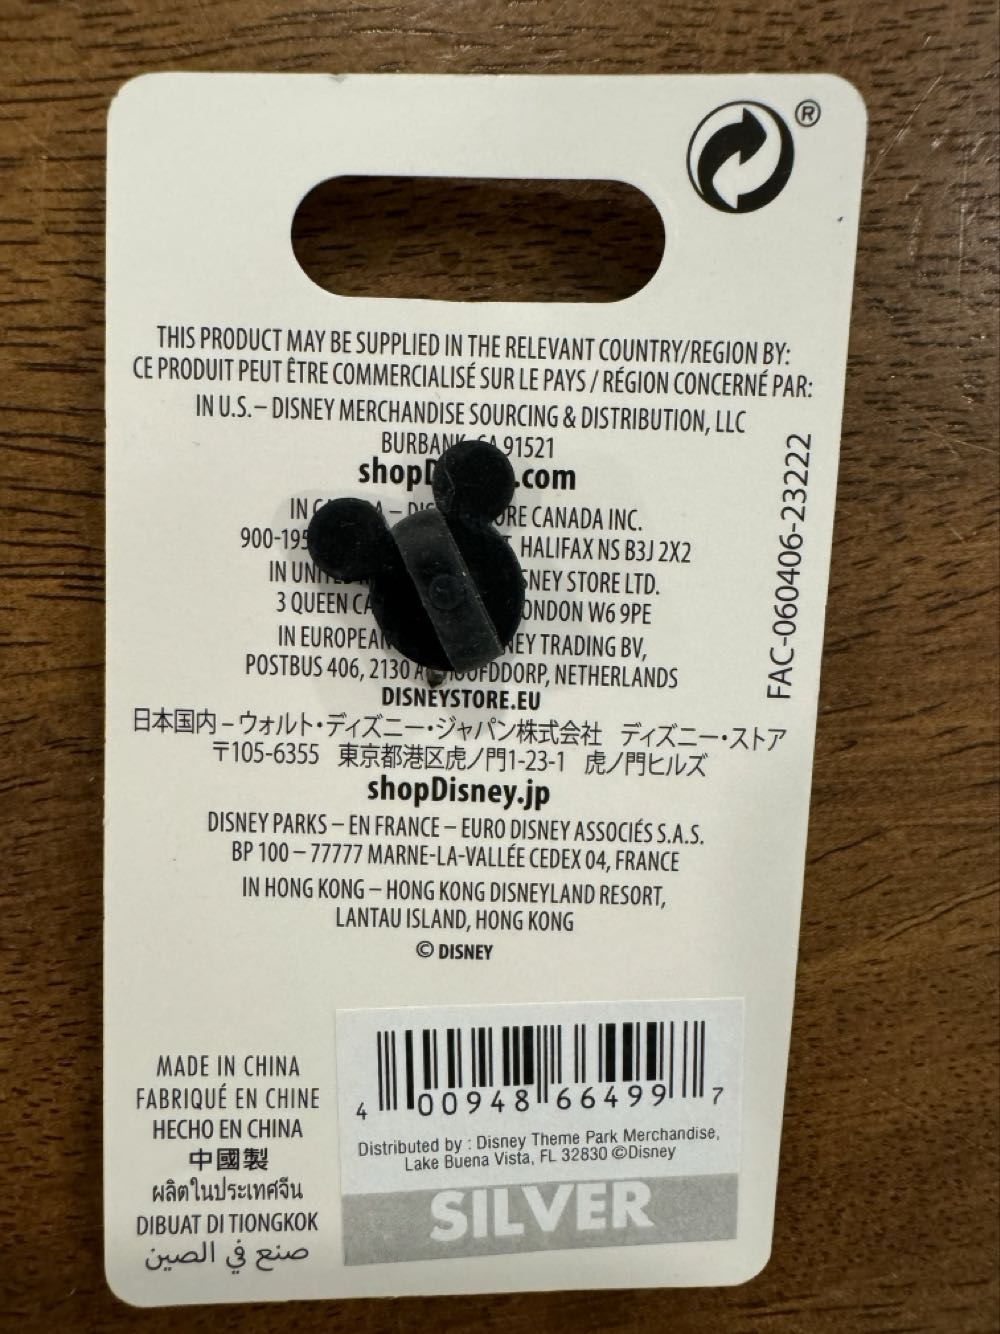 ®
THIS PRODUCT MAY BE SUPPLIED IN THE RELEVANT COUNTRY/REGION BY:
CE PRODUIT PEUT ÊTRE COMMERCIALISÉ SUR LE PAYS / RÉGION CONCERNÉ PAR:
IN U.S. – DISNEY MERCHANDISE SOURCING & DISTRIBUTION, LLC
BURBANK, CA 91521
shopD .com
IN – ORE CANADA INC.
900-195 HALIFAX NS B3J 2X2
IN UNITED SNEY STORE LTD.
3 QUEEN CA ONDON W6 9PE
IN EUROPEAN NEY TRADING BV,
POSTBUS 406, 2130 HOOFDDORP, NETHERLANDS
DISNEYSTORE.EU
日本国内 – ウォルト・ディズニー・ジャパン株式会社 ディズニー・ストア
〒105-6355 東京都港区虎ノ門1-23-1 虎ノ門ヒルズ
shopDisney.jp
DISNEY PARKS – EN FRANCE – EURO DISNEY ASSOCIÉS S.A.S.
BP 100 – 77777 MARNE-LA-VALLÉE CEDEX 04, FRANCE
IN HONG KONG – HONG KONG DISNEYLAND RESORT,
LANTAU ISLAND, HONG KONG
© DISNEY
FAC-060406-23222
MADE IN CHINA
FABRIQUÉ EN CHINE
HECHO EN CHINA
中國製
ผลิตในประเทศจีน
DIBUAT DI TIONGKOK
صنع في الصين
4 00948 66499 7
Distributed by : Disney Theme Park Merchandise,
Lake Buena Vista, FL 32830 ©Disney
SILVER